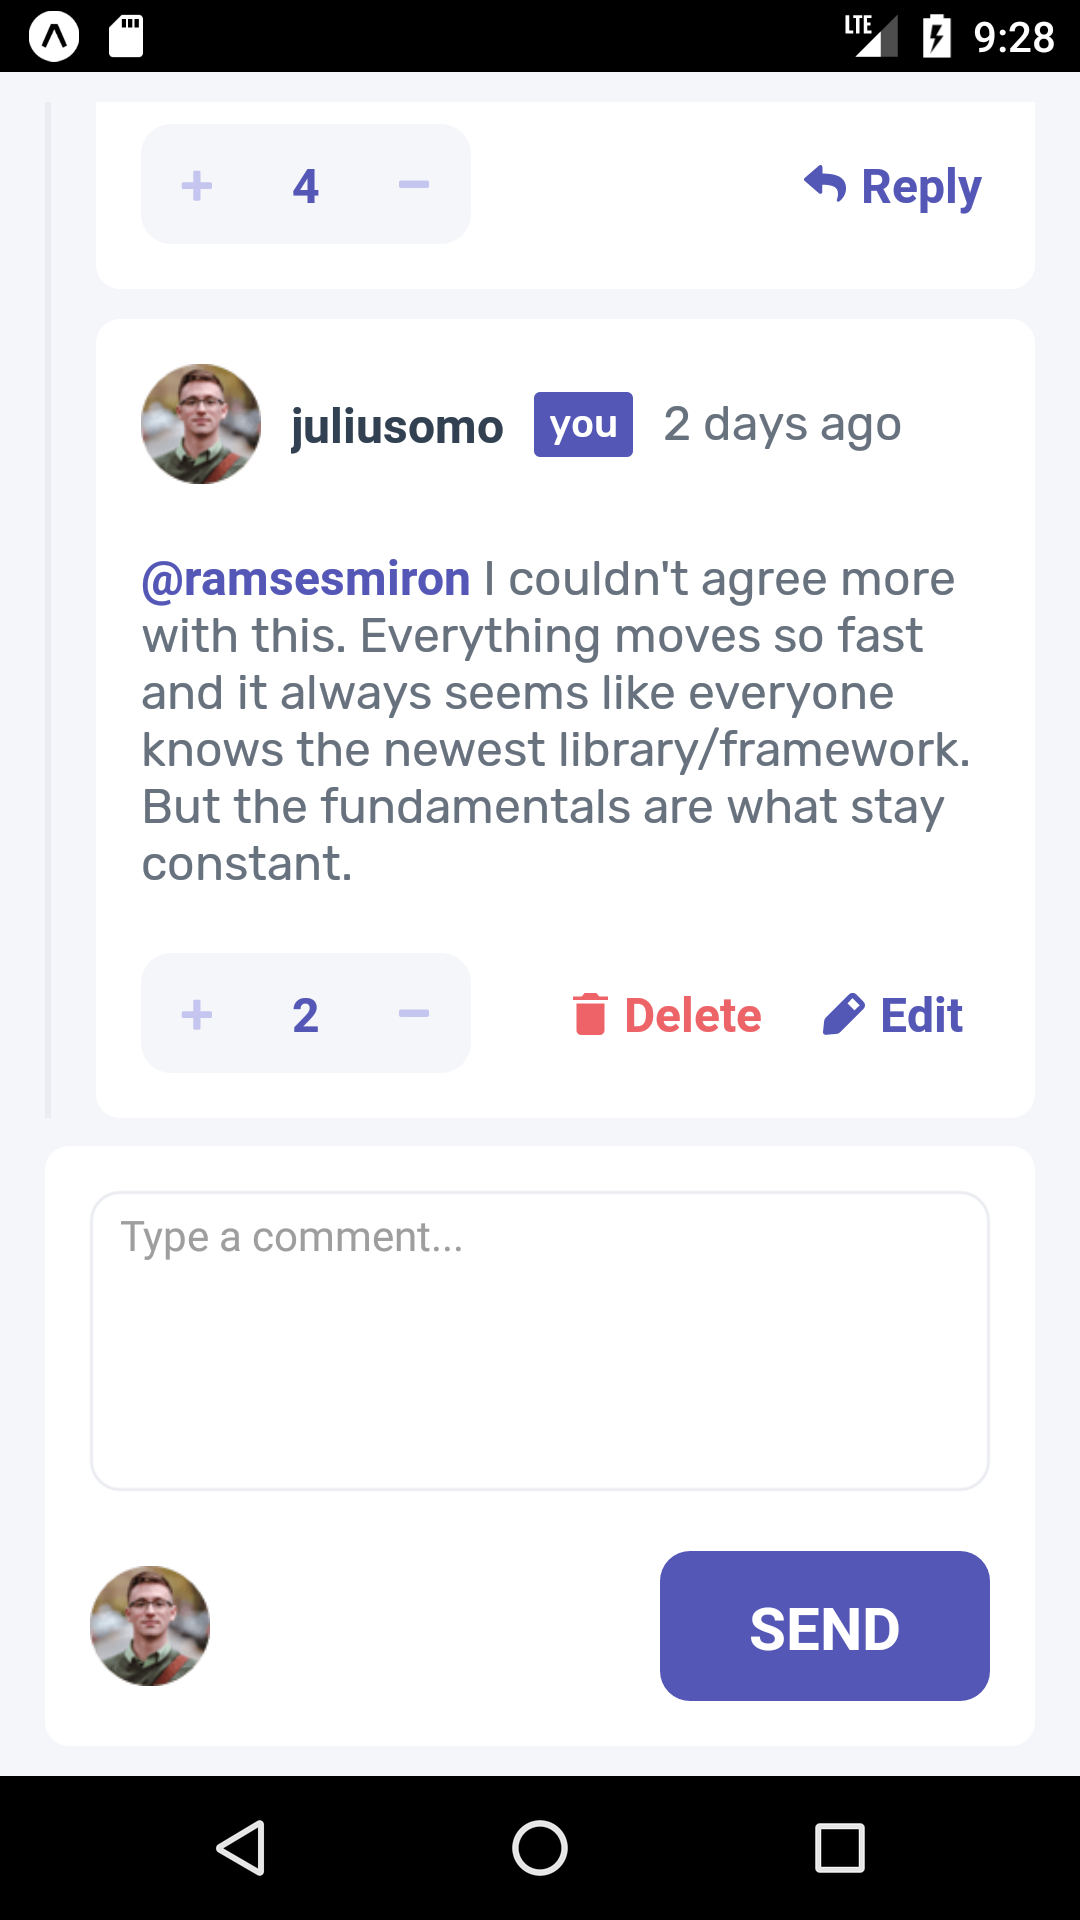 LTE 9:28
+ 4 − Reply
juliusomo you 2 days ago
@ramsesmiron I couldn't agree more
with this. Everything moves so fast
and it always seems like everyone
knows the newest library/framework.
But the fundamentals are what stay
constant.
+ 2 − Delete Edit
Type a comment...
SEND